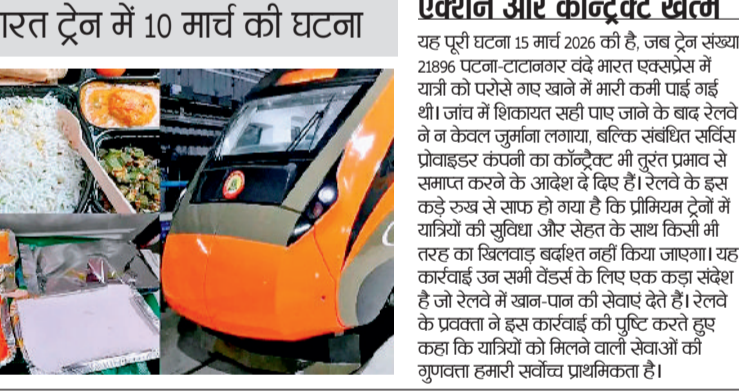 रत ट्रेन में 10 मार्च की घटना
एक्शन और कॉन्ट्रैक्ट खत्म
यह पूरी घटना 15 मार्च 2026 की है, जब ट्रेन संख्या
21896 पटना-टाटानगर वंदे भारत एक्सप्रेस में
यात्री को परोसे गए खाने में भारी कमी पाई गई
थी। जांच में शिकायत सही पाए जाने के बाद रेलवे
ने न केवल जुर्माना लगाया, बल्कि संबंधित सर्विस
प्रोवाइडर कंपनी का कॉन्ट्रैक्ट भी तुरंत प्रभाव से
समाप्त करने के आदेश दे दिए हैं। रेलवे के इस
कड़े रुख से साफ हो गया है कि प्रीमियम ट्रेनों में
यात्रियों की सुविधा और सेहत के साथ किसी भी
तरह का खिलवाड़ बर्दाश्त नहीं किया जाएगा। यह
कार्रवाई उन सभी वेंडर्स के लिए एक कड़ा संदेश
है जो रेलवे में खान-पान की सेवाएं देते हैं। रेलवे
के प्रवक्ता ने इस कार्रवाई की पुष्टि करते हुए
कहा कि यात्रियों को मिलने वाली सेवाओं की
गुणवत्ता हमारी सर्वोच्च प्राथमिकता है।